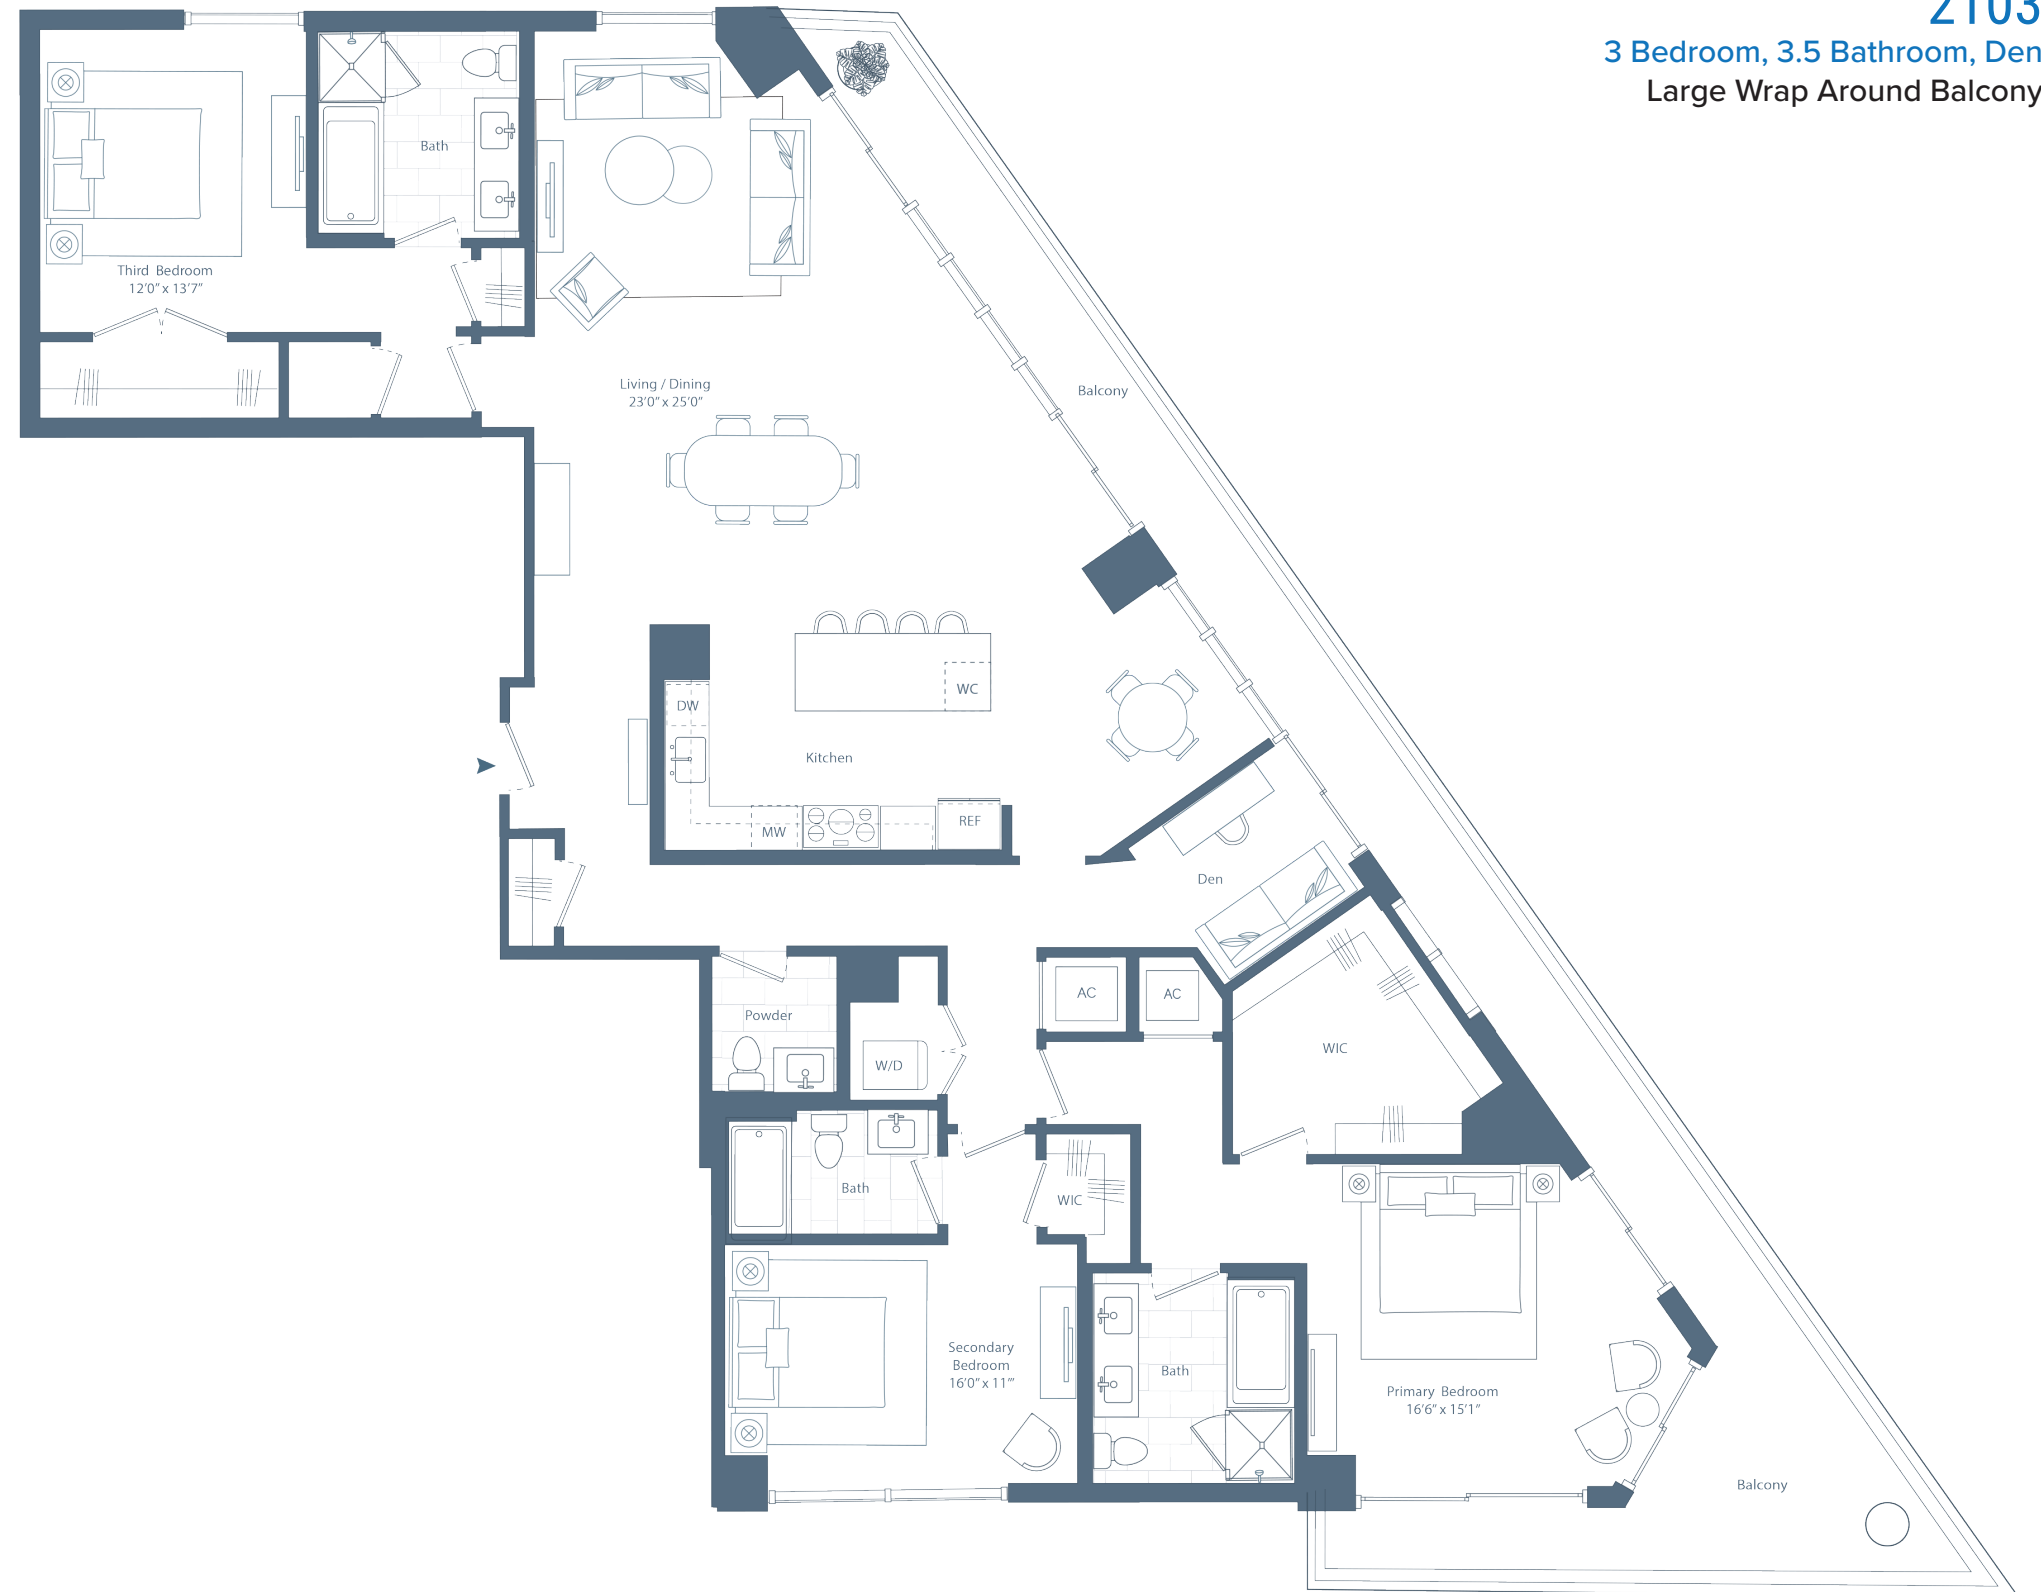 2103
3 Bedroom, 3.5 Bathroom, Den
Large Wrap Around Balcony
Bath
Third Bedroom
12'0" x 13'7"
Living / Dining
23'0" x 25'0"
Balcony
WC
DW
Kitchen
MW
REF
Den
AC
AC
Powder
W/D
WIC
Bath
WIC
Secondary
Bedroom
16'0" x 11'"
Bath
Primary Bedroom
16'6" x 15'1"
Balcony